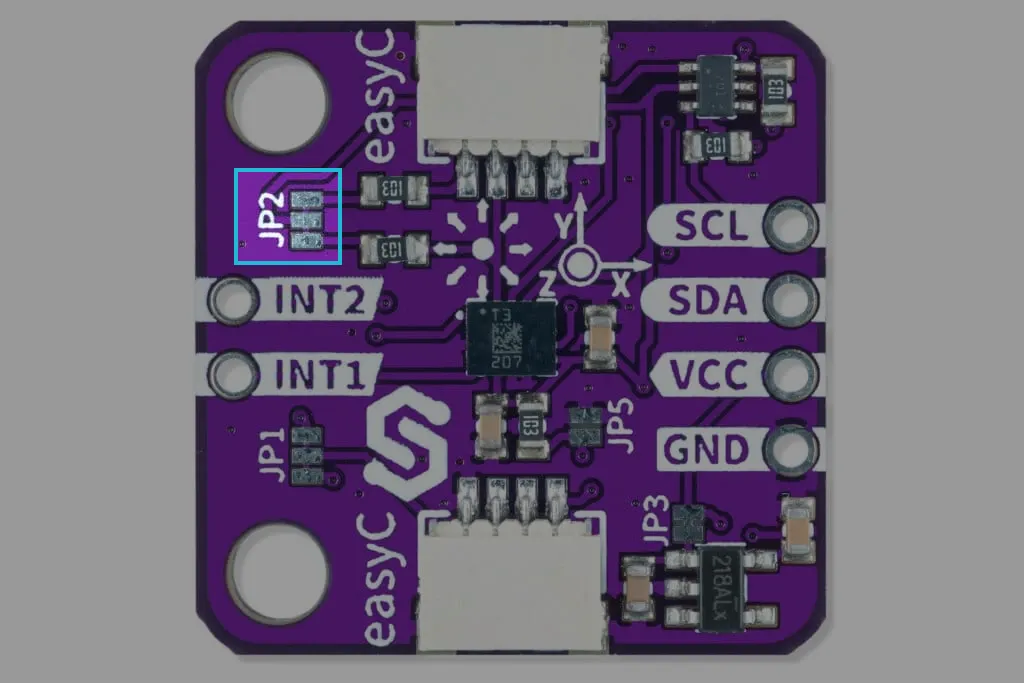 easyC
103
103
SCL
JP2
103
Y
103
Z
X
INT2
SDA
T3
207
INT1
VCC
JP1
103
JP5
GND
JP3
easyC
218ALx